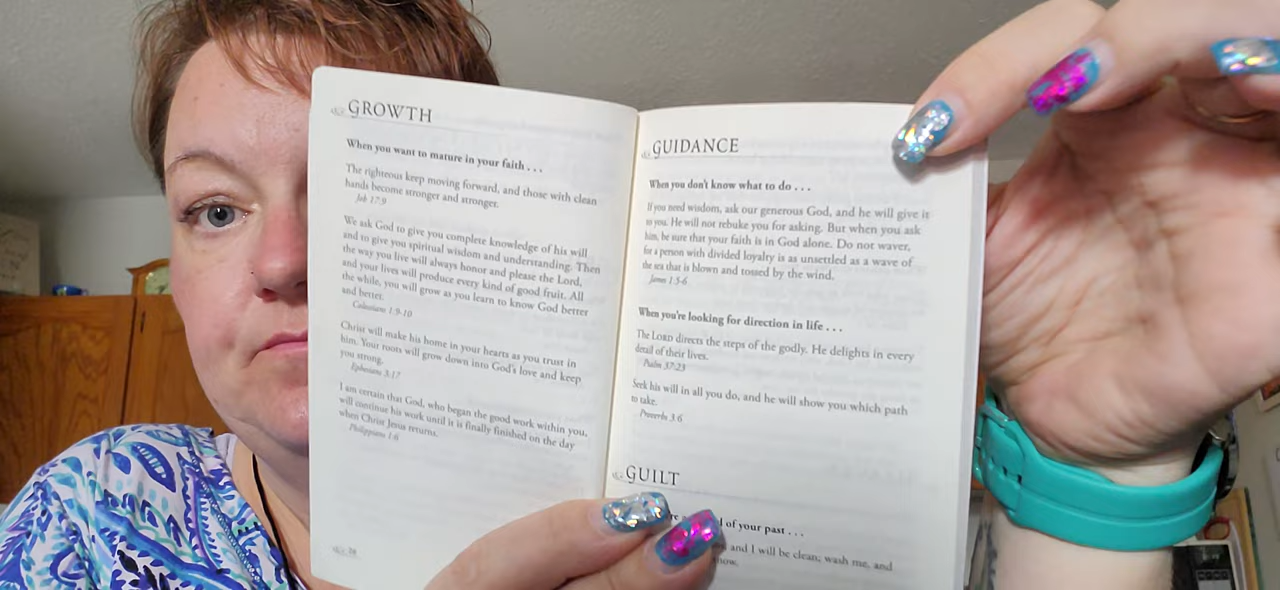 GROWTH
When you want to mature in your faith . . .
The righteous keep moving forward, and those with clean
hands become stronger and stronger.
Job 17:9
We ask God to give you complete knowledge of his will
and to give you spiritual wisdom and understanding. Then
the way you live will always honor and please the Lord,
and your lives will produce every kind of good fruit. All
the while, you will grow as you learn to know God better
and better.
Colossians 1:9-10
Christ will make his home in your hearts as you trust in
him. Your roots will grow down into God's love and keep
you strong.
Ephesians 3:17
I am certain that God, who began the good work within you,
will continue his work until it is finally finished on the day
when Christ Jesus returns.
Philippians 1:6
GUIDANCE
When you don't know what to do . . .
If you need wisdom, ask our generous God, and he will give it
to you. He will not rebuke you for asking. But when you ask
him, be sure that your faith is in God alone. Do not waver,
for a person with divided loyalty is as unsettled as a wave of
the sea that is blown and tossed by the wind.
James 1:5-6
When you're looking for direction in life . . .
The LORD directs the steps of the godly. He delights in every
detail of their lives.
Psalm 37:23
Seek his will in all you do, and he will show you which path
to take.
Proverbs 3:6
GUILT
of your past . . .
and I will be clean; wash me, and